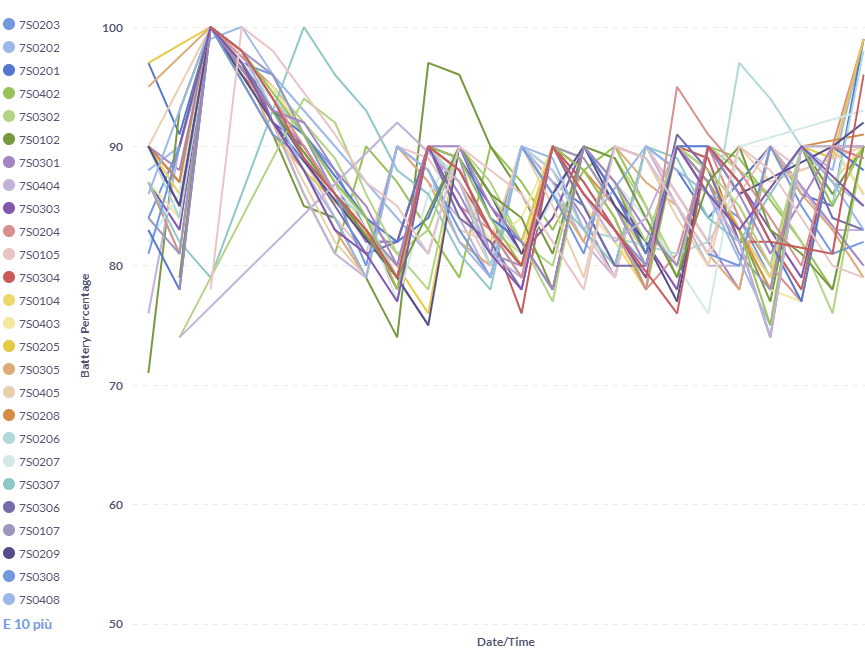 7S0203
7S0202
7S0201
7S0402
7S0302
7S0102
7S0301
7S0404
7S0303
7S0204
7S0105
7S0304
7S0104
7S0403
7S0205
7S0305
7S0405
7S0208
7S0206
7S0207
7S0307
7S0306
7S0107
7S0209
7S0308
7S0408
E 10 più
Battery Percentage
100
90
80
70
60
50
Date/Time